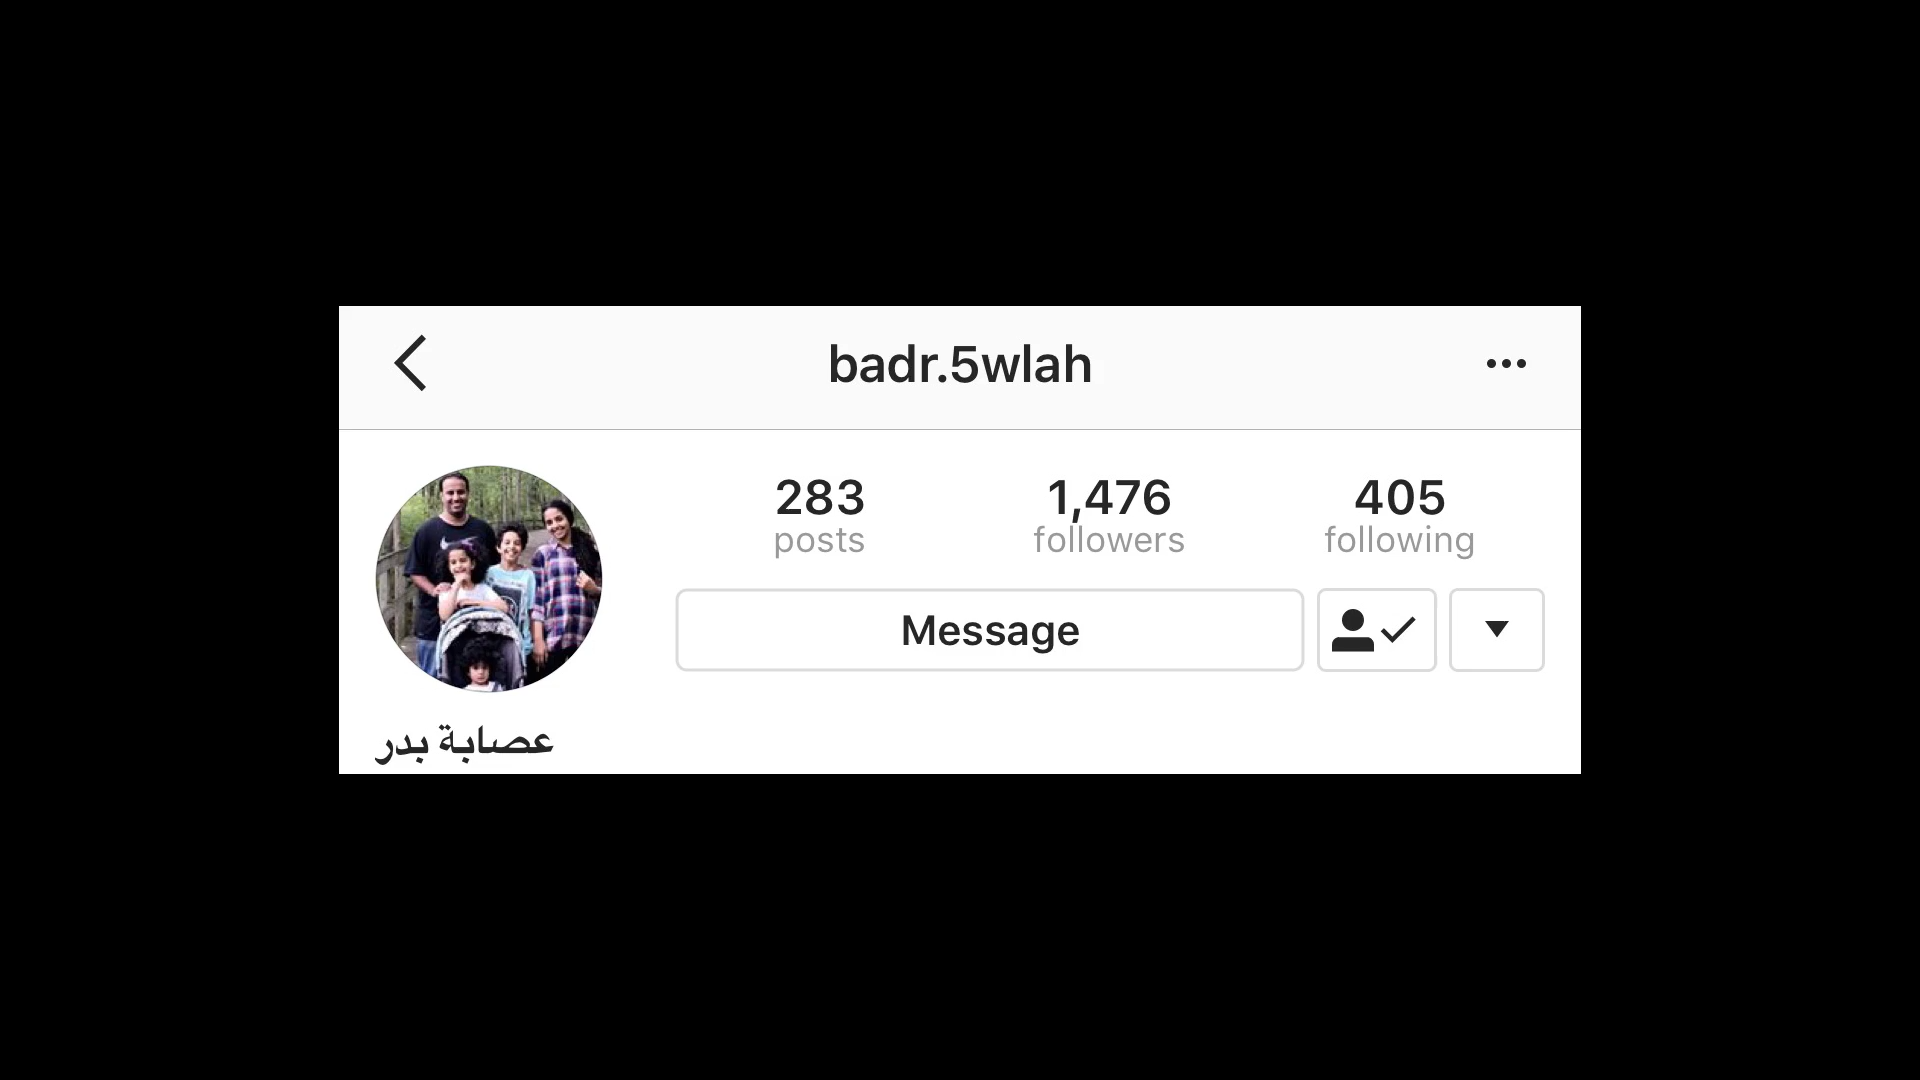 badr.5wlah
283 1,476 405
posts followers following
Message
عصابة بدر